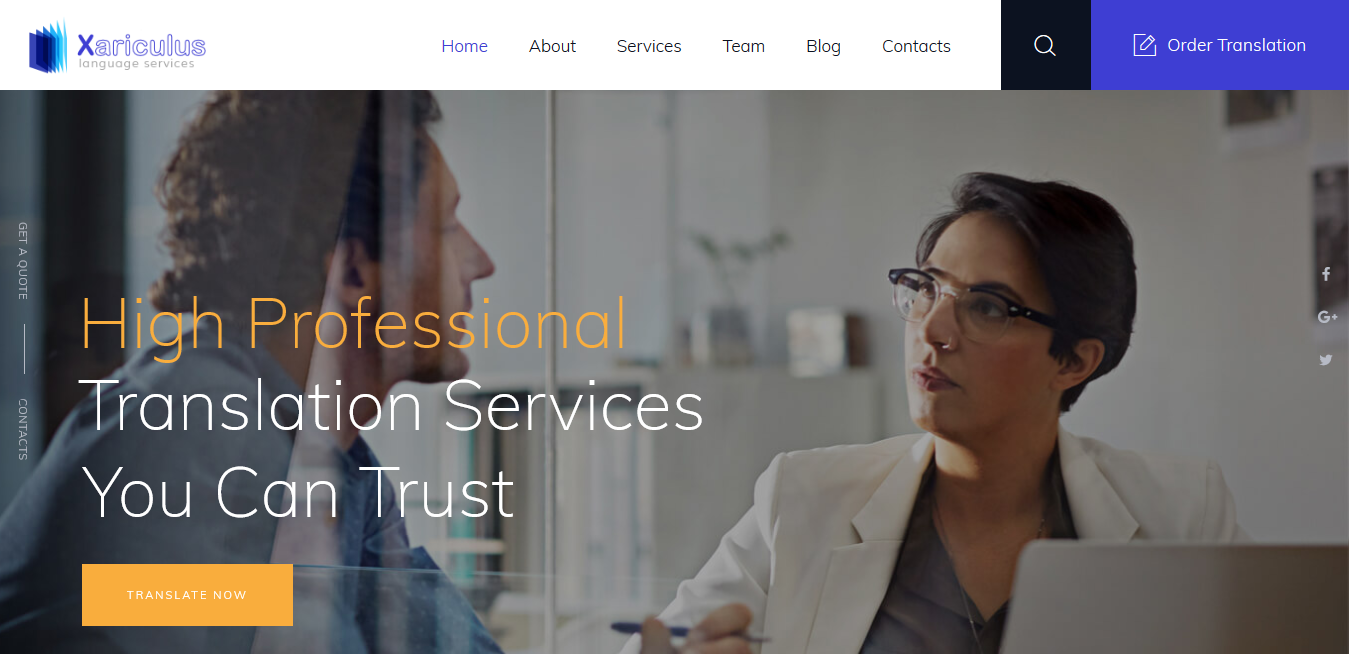 Xariculus
language services
Home
About
Services
Team
Blog
Contacts
Order Translation
GET A QUOTE
CONTACTS
High Professional
Translation Services
You Can Trust
TRANSLATE NOW